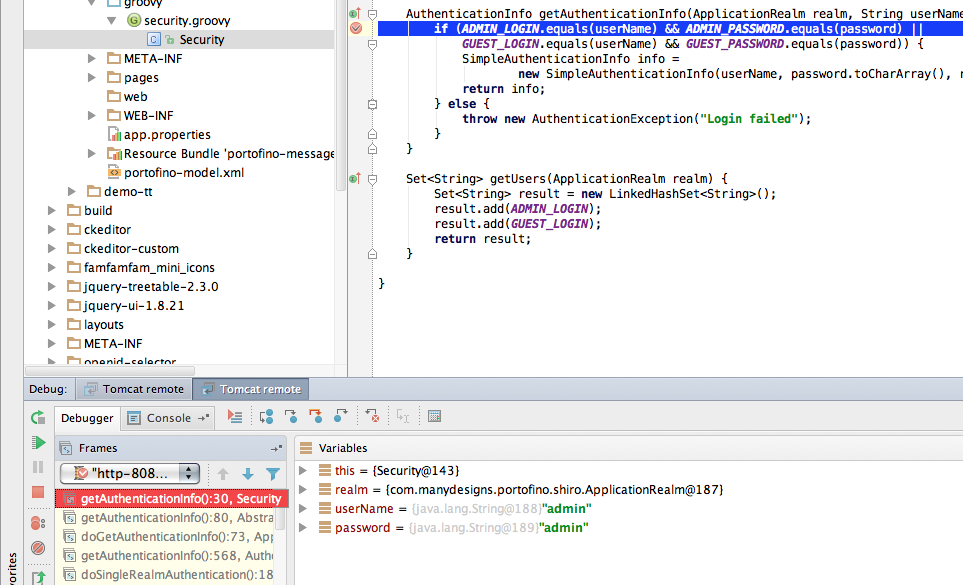 groovy
security.groovy
Security
META-INF
pages
web
WEB-INF
app.properties
Resource Bundle 'portofino-message
portofino-model.xml
demo-tt
build
ckeditor
ckeditor-custom
famfamfam_mini_icons
jquery-treetable-2.3.0
jquery-ui-1.8.21
layouts
META-INF
openid-selector
AuthenticationInfo getAuthenticationInfo(ApplicationRealm realm, String userName
if (ADMIN_LOGIN.equals(userName) && ADMIN_PASSWORD.equals(password) ||
GUEST_LOGIN.equals(userName) && GUEST_PASSWORD.equals(password)) {
SimpleAuthenticationInfo info =
new SimpleAuthenticationInfo(userName, password.toCharArray(), r
return info;
} else {
throw new AuthenticationException("Login failed");
}
}
Set<String> getUsers(ApplicationRealm realm) {
Set<String> result = new LinkedHashSet<String>();
result.add(ADMIN_LOGIN);
result.add(GUEST_LOGIN);
return result;
}
}
Debug: Tomcat remote Tomcat remote
Debugger Console
Frames
"http-808...
getAuthenticationInfo():30, Security
getAuthenticationInfo():80, Abstra
doGetAuthenticationInfo():73, App
getAuthenticationInfo():568, Authe
doSingleRealmAuthentication():18
Variables
this = {Security@143}
realm = {com.manydesigns.portofino.shiro.ApplicationRealm@187}
userName = {java.lang.String@188}"admin"
password = {java.lang.String@189}"admin"
vorites